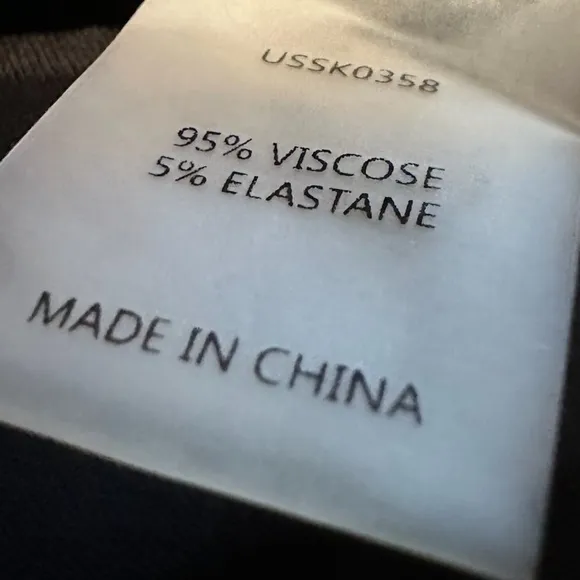 USSK0358
95% VISCOSE
5% ELASTANE
MADE IN CHINA